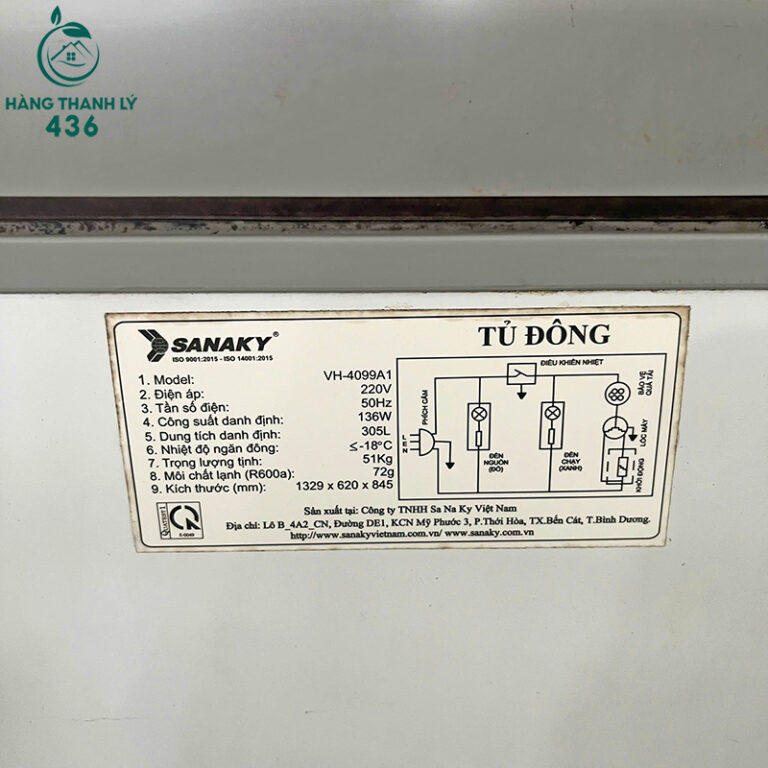 HÀNG THANH LÝ
436
SANAKY®
ISO 9001:2015 - ISO 14001:2015
TỦ ĐÔNG
1. Model: VH-4099A1
2. Điện áp: 220V
3. Tần số điện: 50Hz
4. Công suất danh định: 136W
5. Dung tích danh định: 305L
6. Nhiệt độ ngăn đông: ≤-18°C
7. Trọng lượng tịnh: 51Kg
8. Môi chất lạnh (R600a): 72g
9. Kích thước (mm): 1329 x 620 x 845
ĐIỀU KHIỂN NHIỆT
PHÍCH CẮM
L E N
ĐÈN
NGUỒN
(ĐỎ)
ĐÈN
CHẠY
(XANH)
BẢO VỆ
QUÁ TẢI
LỐC MÁY
KHỞI ĐỘNG
QUATEST1
Sản xuất tại: Công ty TNHH Sa Na Ky Việt Nam
Địa chỉ: Lô B_4A2_CN, Đường DE1, KCN Mỹ Phước 3, P.Thới Hòa, TX.Bến Cát, T.Bình Dương.
http://www.sanakyvietnam.com.vn/ www.sanaky.com.vn